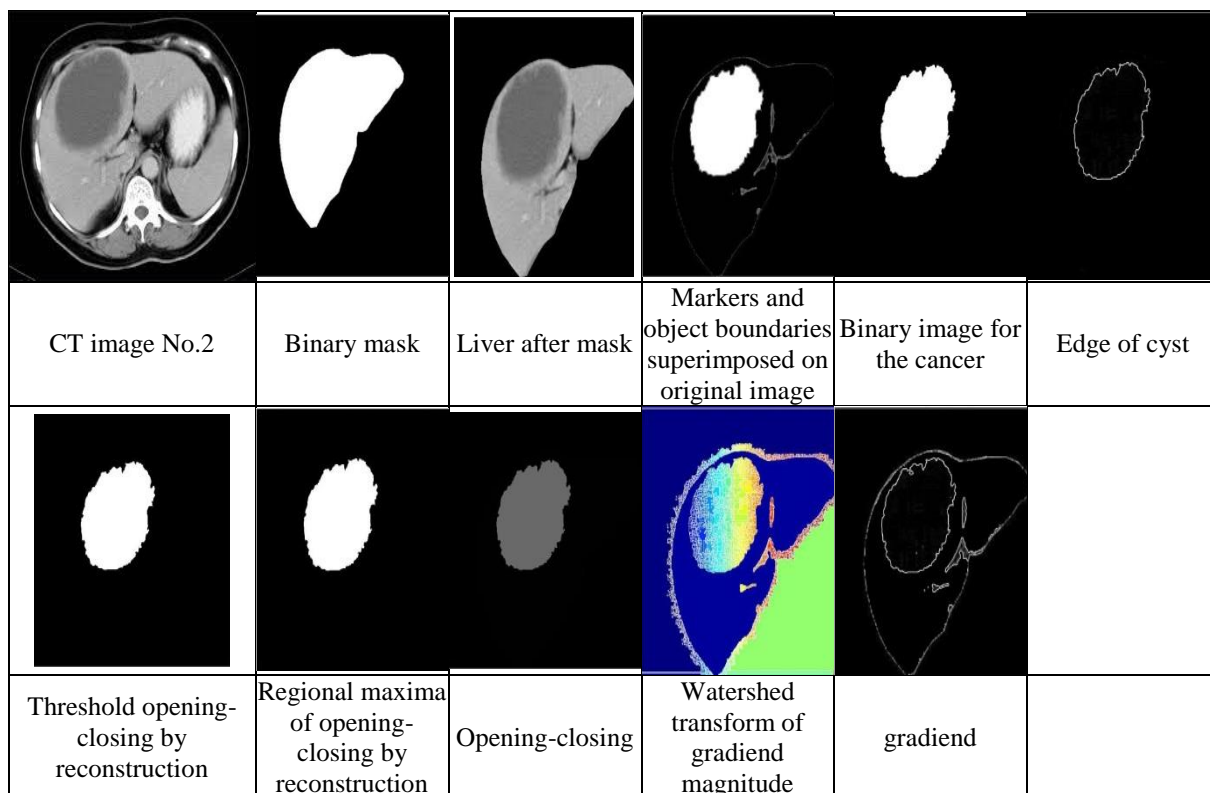 CT image No.2
Binary mask
Liver after mask
Markers and
object boundaries
superimposed on
original image
Binary image for
the cancer
Edge of cyst
Threshold opening-
closing by
reconstruction
Regional maxima
of opening-
closing by
reconstruction
Opening-closing
Watershed
transform of
gradiend
magnitude
gradiend